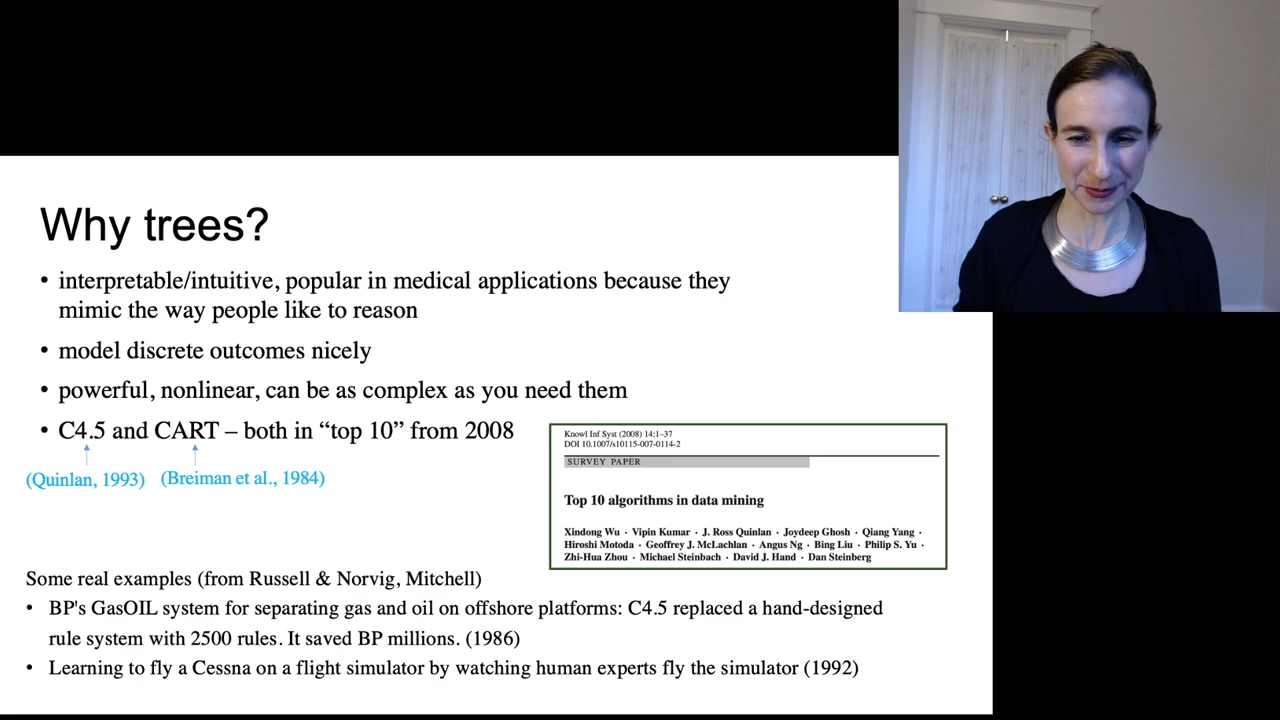 Why trees?
• interpretable/intuitive, popular in medical applications because they
mimic the way people like to reason
• model discrete outcomes nicely
• powerful, nonlinear, can be as complex as you need them
• C4.5 and CART – both in “top 10” from 2008
(Quinlan, 1993) (Breiman et al., 1984)
Knowl Inf Syst (2008) 14:1–37
DOI 10.1007/s10115-007-0114-2
SURVEY PAPER
Top 10 algorithms in data mining
Xindong Wu · Vipin Kumar · J. Ross Quinlan · Joydeep Ghosh · Qiang Yang ·
Hiroshi Motoda · Geoffrey J. McLachlan · Angus Ng · Bing Liu · Philip S. Yu ·
Zhi-Hua Zhou · Michael Steinbach · David J. Hand · Dan Steinberg
Some real examples (from Russell & Norvig, Mitchell)
• BP's GasOIL system for separating gas and oil on offshore platforms: C4.5 replaced a hand-designed
rule system with 2500 rules. It saved BP millions. (1986)
• Learning to fly a Cessna on a flight simulator by watching human experts fly the simulator (1992)